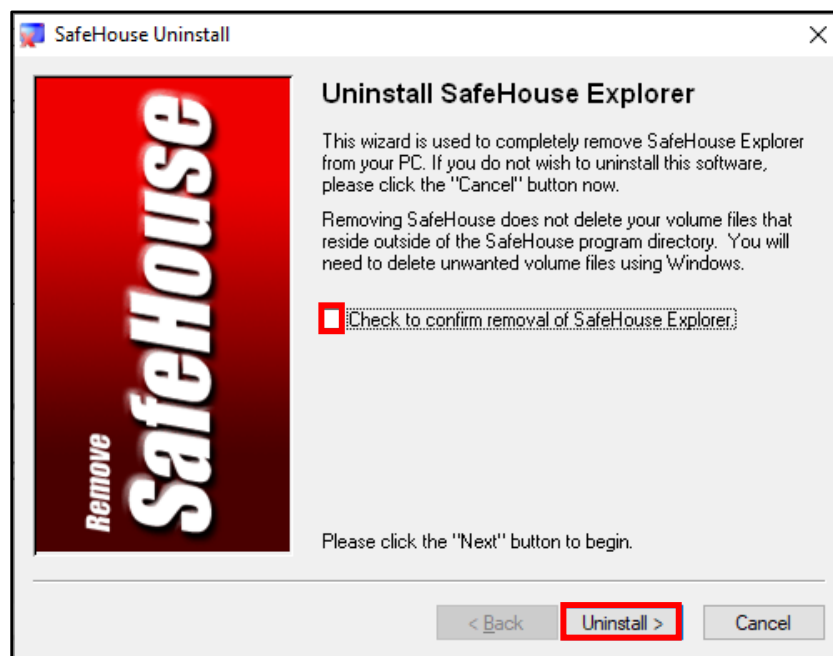 SafeHouse Uninstall
Remove
SafeHouse
Uninstall SafeHouse Explorer
This wizard is used to completely remove SafeHouse Explorer
from your PC. If you do not wish to uninstall this software,
please click the "Cancel" button now.
Removing SafeHouse does not delete your volume files that
reside outside of the SafeHouse program directory.  You will
need to delete unwanted volume files using Windows.
Check to confirm removal of SafeHouse Explorer.
Please click the "Next" button to begin.
< Back
Uninstall >
Cancel